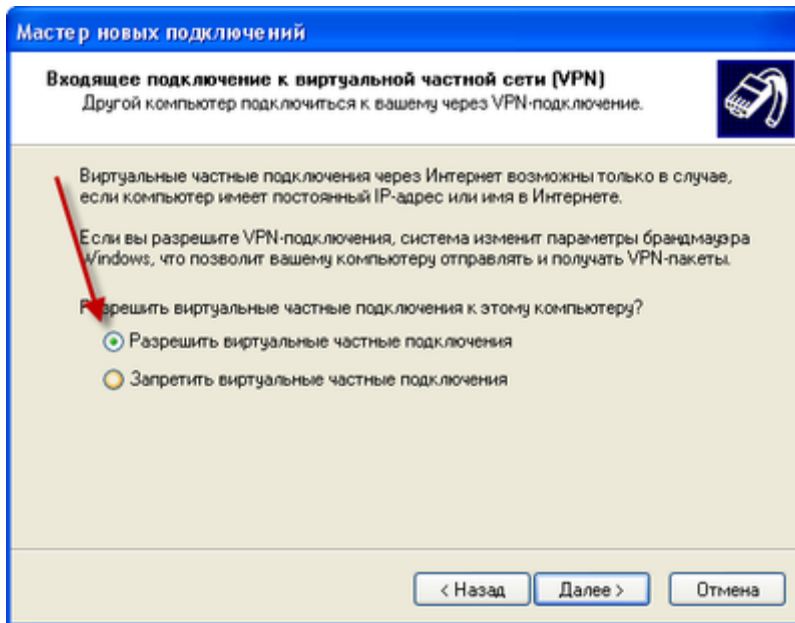 Мастер новых подключений
Входящее подключение к виртуальной частной сети (VPN)
Другой компьютер подключиться к вашему через VPN-подключение.
Виртуальные частные подключения через Интернет возможны только в случае,
если компьютер имеет постоянный IP-адрес или имя в Интернете.
Если вы разрешите VPN-подключения, система изменит параметры брандмауэра
Windows, что позволит вашему компьютеру отправлять и получать VPN-пакеты.
Разрешить виртуальные частные подключения к этому компьютеру?
Разрешить виртуальные частные подключения
Запретить виртуальные частные подключения
< Назад
Далее >
Отмена